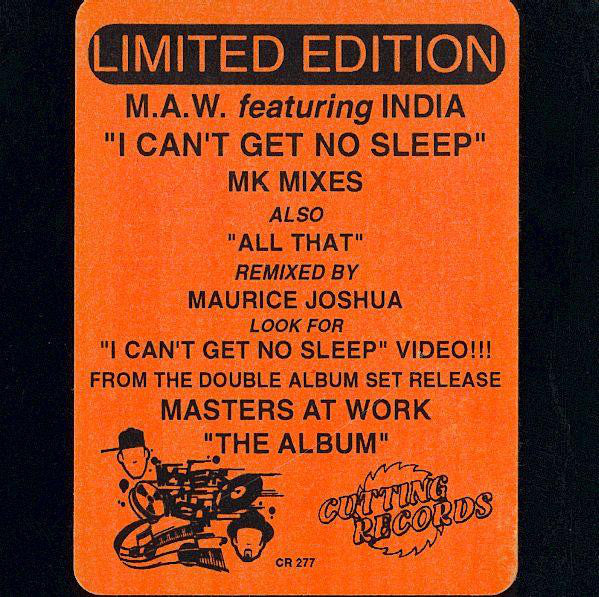 LIMITED EDITION
M.A.W. featuring INDIA
"I CAN'T GET NO SLEEP"
MK MIXES
ALSO
"ALL THAT"
REMIXED BY
MAURICE JOSHUA
LOOK FOR
"I CAN'T GET NO SLEEP" VIDEO!!!
FROM THE DOUBLE ALBUM SET RELEASE
MASTERS AT WORK
"THE ALBUM"
CUTTING
RECORDS
CR 277